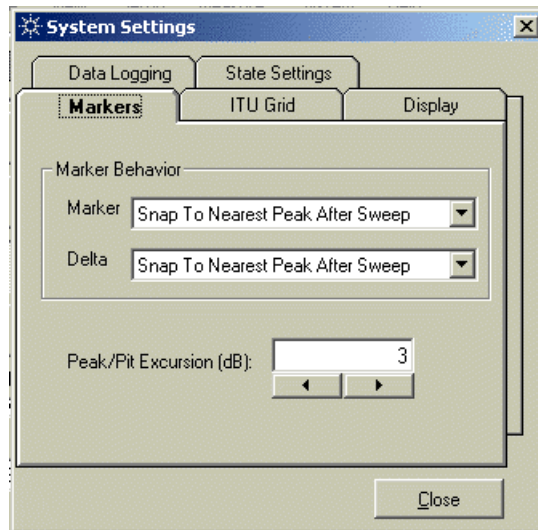 System Settings
Data Logging State Settings
Markers ITU Grid Display
Marker Behavior
Marker Snap To Nearest Peak After Sweep
Delta Snap To Nearest Peak After Sweep
Peak/Pit Excursion (dB): 3
Close